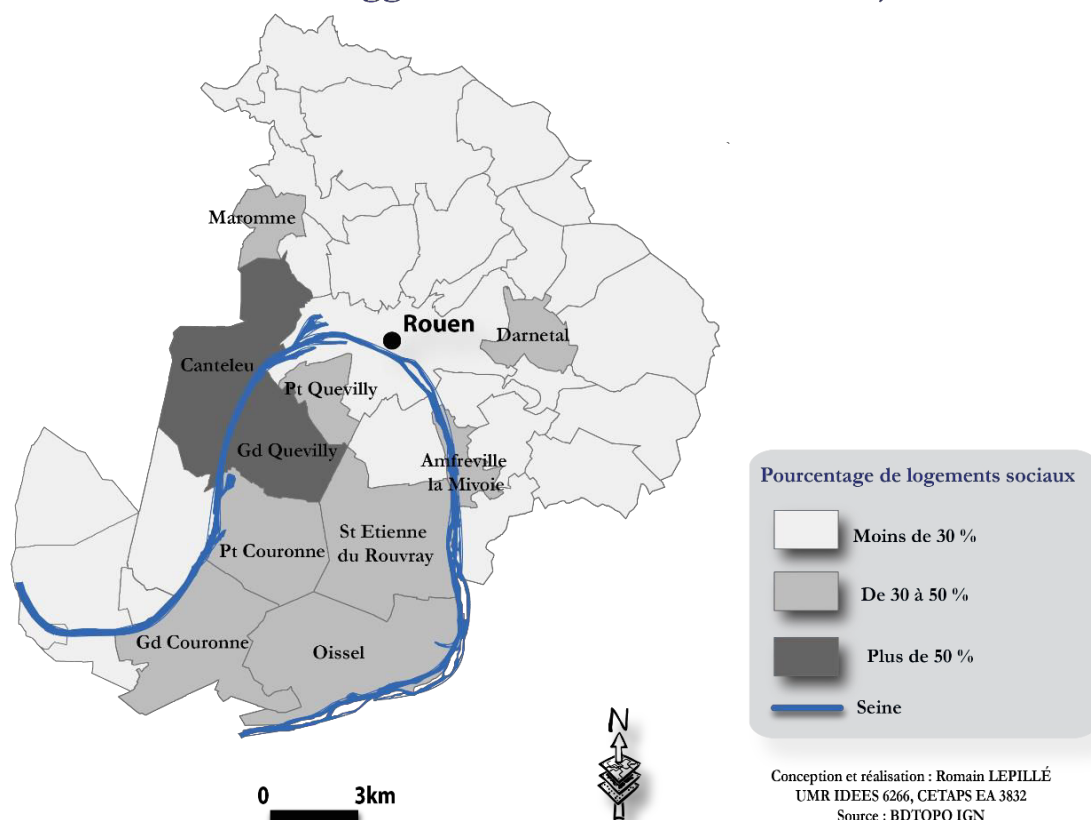 Maromme
Rouen
Darnetal
Canteleu
Pt Quevilly
Gd Quevilly
Amfreville
la Mivoie
St Etienne
du Rouvray
Pt Couronne
Gd Couronne
Oissel
Pourcentage de logements sociaux
Moins de 30 %
De 30 à 50 %
Plus de 50 %
Seine
N
0 3km
Conception et réalisation : Romain LEPILLÉ
UMR IDEES 6266, CETAPS EA 3832
Source : BDTOPO IGN